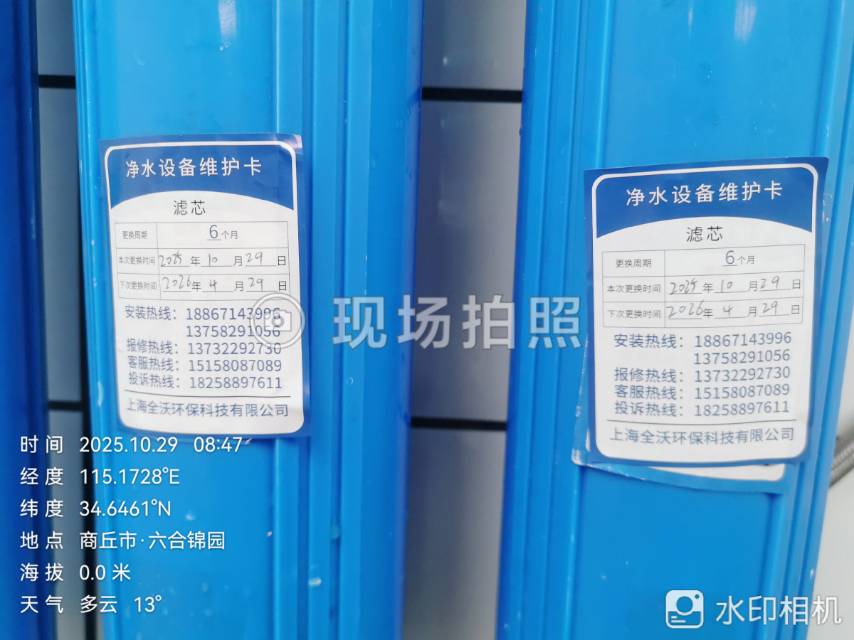 净水设备维护卡
滤芯
更换周期 6个月
本次更换时间 2025年 10月 29日
下次更换时间 2026年 4月 29日
安装热线：18867143996
13758291056
报修热线：13732292730
客服热线：15158087089
投诉热线：18258897611
上海全沃环保科技有限公司
净水设备维护卡
滤芯
更换周期 6个月
本次更换时间 2025年 10月 29日
下次更换时间 2026年 4月 29日
安装热线：18867143996
13758291056
报修热线：13732292730
客服热线：15158087089
投诉热线：18258897611
上海全沃环保科技有限公司
现场拍照
时间 2025.10.29 08:47
经度 115.1728°E
纬度 34.6461°N
地点 商丘市·六合锦园
海拔 0.0 米
天气 多云 13°
水印相机